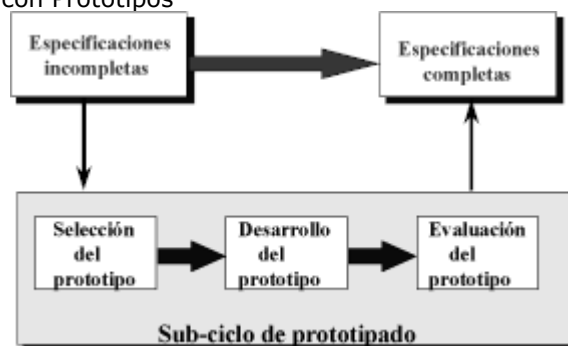 con Prototipos
Especificaciones
incompletas
Especificaciones
completas
Selección
del
prototipo
Desarrollo
del
prototipo
Evaluación
del
prototipo
Sub-ciclo de prototipado